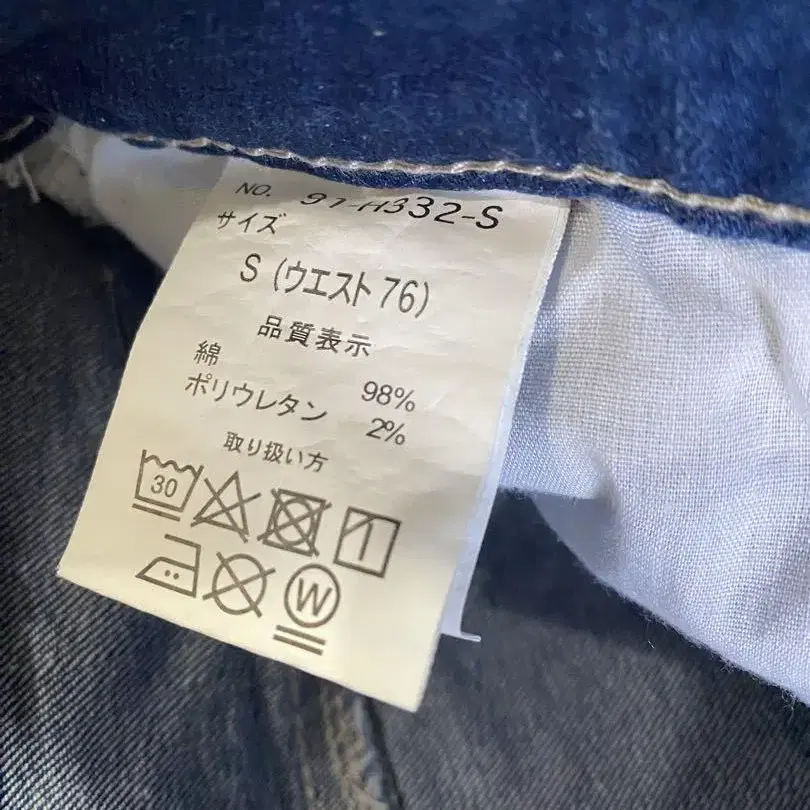 NO. 97-H332-S
サイズ
S (ウエスト76)
品質表示
綿 98%
ポリウレタン 2%
取り扱い方
30
W